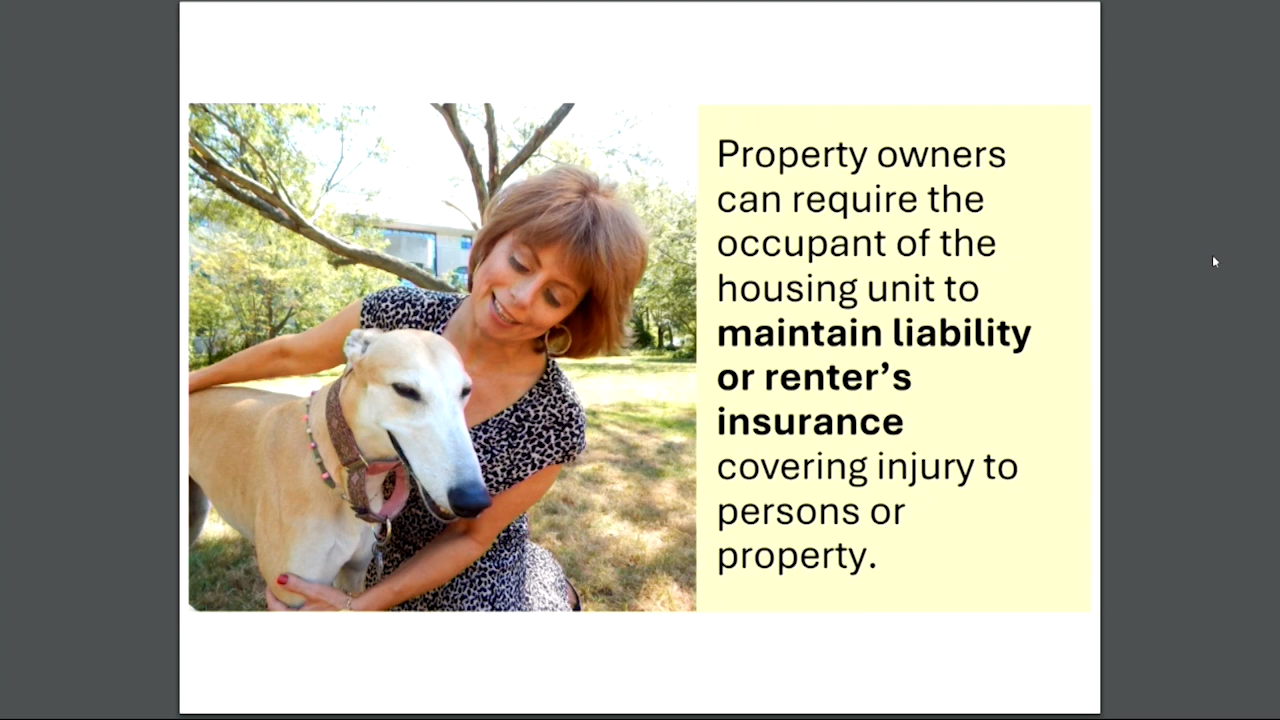 Property owners
can require the
occupant of the
housing unit to
maintain liability
or renter’s
insurance
covering injury to
persons or
property.